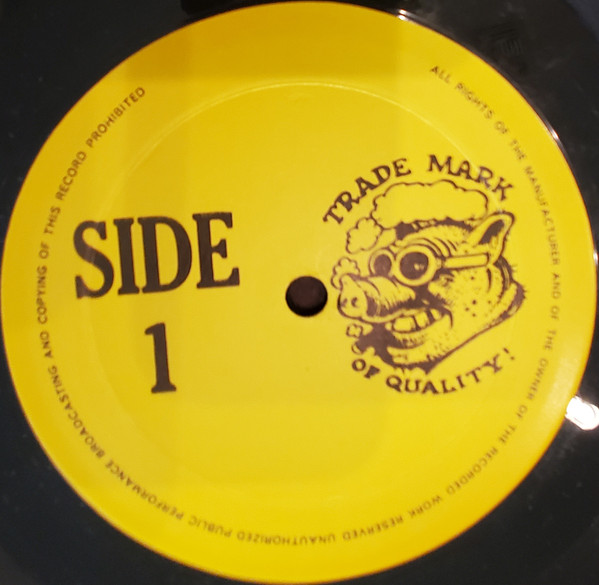 ALL RIGHTS OF THE MANUFACTURER AND OF THE OWNER OF THE RECORDED WORK RESERVED UNAUTHORIZED PUBLIC PERFORMANCE BROADCASTING AND COPYING OF THIS RECORD PROHIBITED
SIDE
1
TRADE MARK
OF QUALITY!